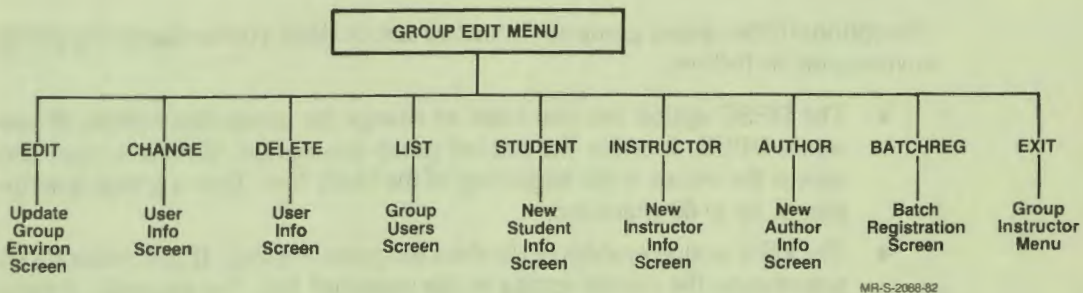 GROUP EDIT MENU
EDIT CHANGE DELETE LIST STUDENT INSTRUCTOR AUTHOR BATCHREG EXIT
Update Group Environ Screen
User Info Screen
User Info Screen
Group Users Screen
New Student Info Screen
New Instructor Info Screen
New Author Info Screen
Batch Registration Screen
Group Instructor Menu
MR-S-2068-82